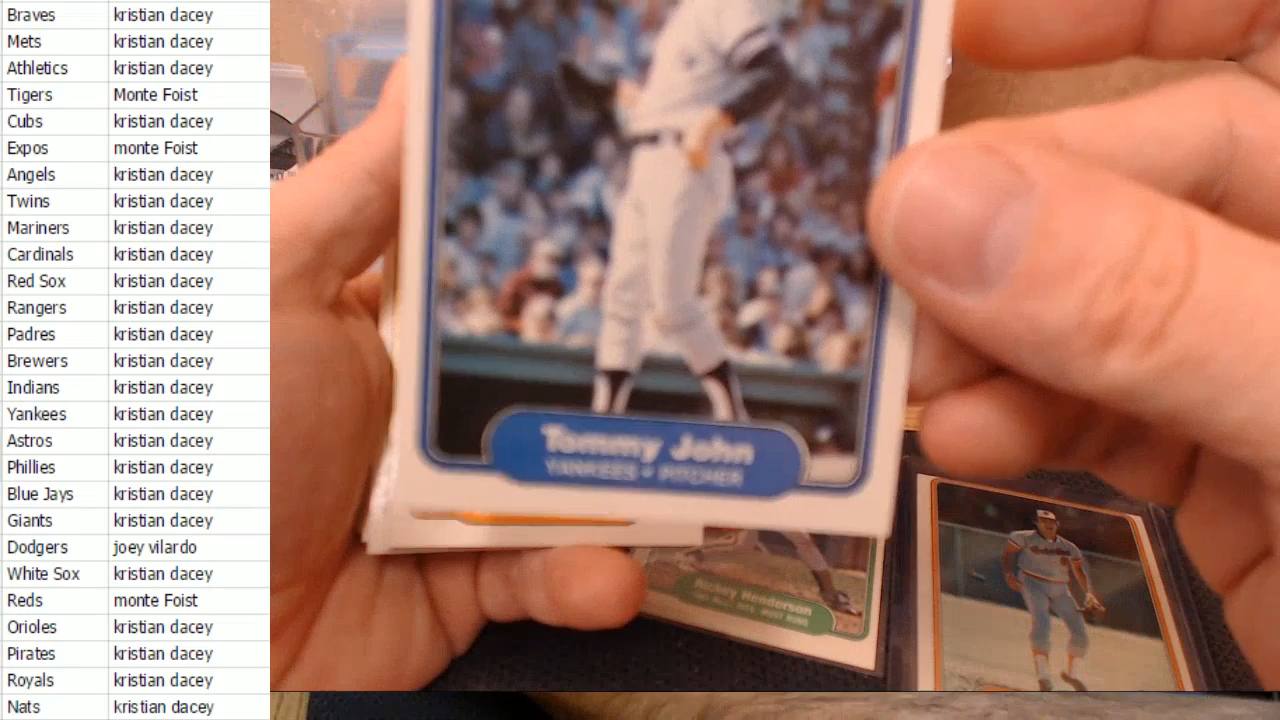 Braves kristian dacey
Mets kristian dacey
Athletics kristian dacey
Tigers Monte Foist
Cubs kristian dacey
Expos monte Foist
Angels kristian dacey
Twins kristian dacey
Mariners kristian dacey
Cardinals kristian dacey
Red Sox kristian dacey
Rangers kristian dacey
Padres kristian dacey
Brewers kristian dacey
Indians kristian dacey
Yankees kristian dacey
Astros kristian dacey
Phillies kristian dacey
Blue Jays kristian dacey
Giants kristian dacey
Dodgers joey vilardo
White Sox kristian dacey
Reds monte Foist
Orioles kristian dacey
Pirates kristian dacey
Royals kristian dacey
Nats kristian dacey
Tommy John
YANKEES • PITCHER
Rickey Henderson